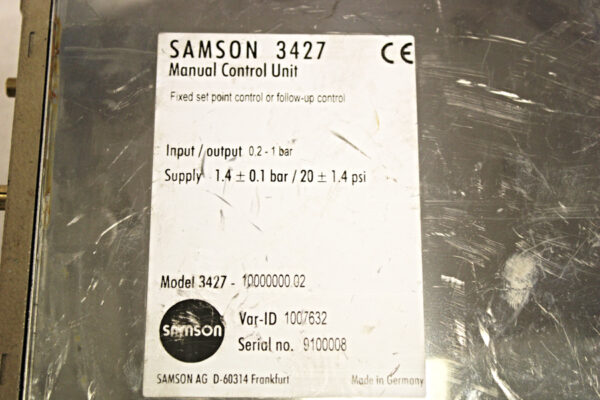 SAMSON 3427 CE
Manual Control Unit
Fixed set point control or follow-up control
Input / output 0.2 - 1 bar
Supply 1.4 ± 0.1 bar / 20 ± 1.4 psi
Model 3427 - 10000000.02
SAMSON
Var-ID 1007632
Serial no. 9100008
SAMSON AG D-60314 Frankfurt Made in Germany